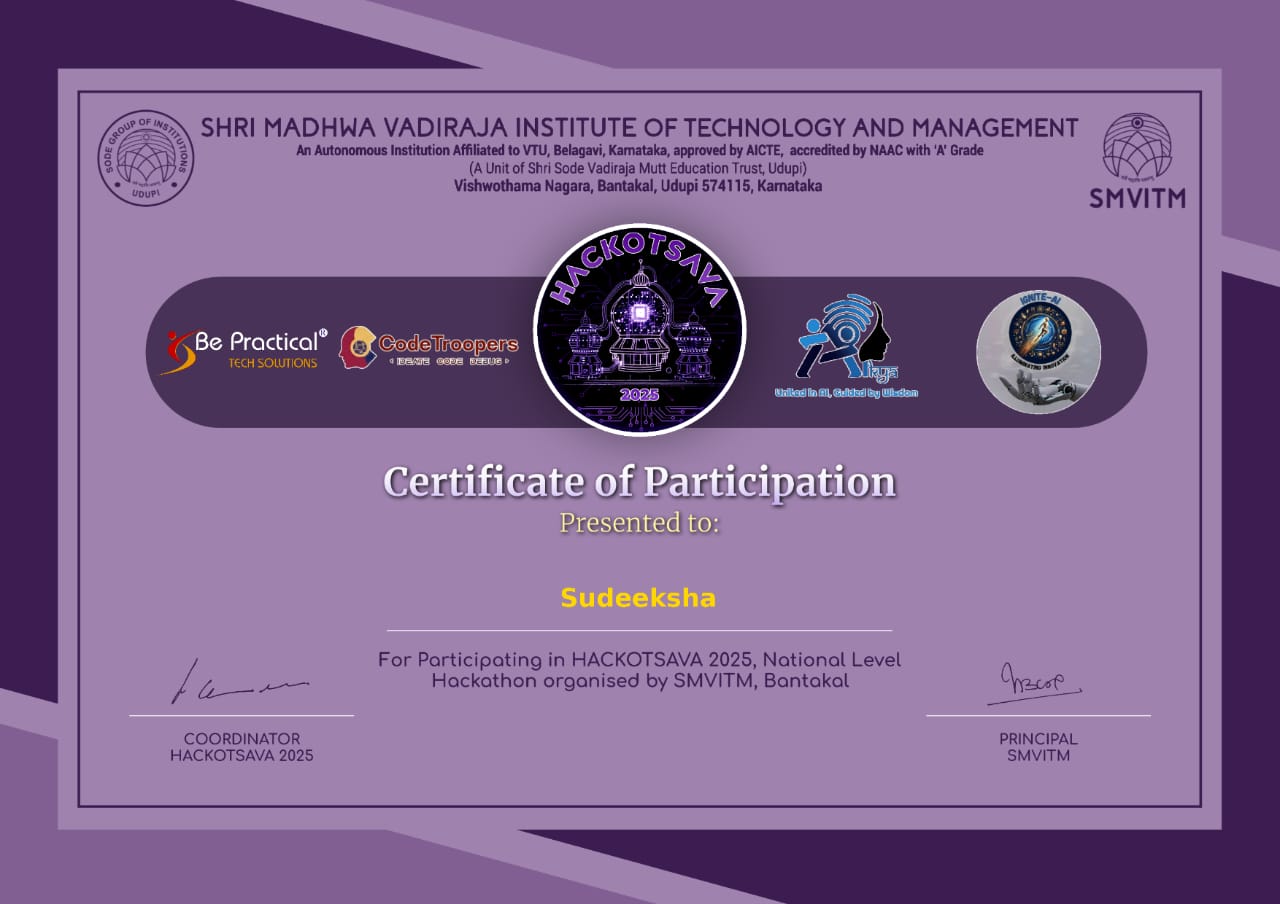 SODE GROUP OF INSTITUTIONS
UDUPI
SHRI MADHWA VADIRAJA INSTITUTE OF TECHNOLOGY AND MANAGEMENT
An Autonomous Institution Affiliated to VTU, Belagavi, Karnataka, approved by AICTE, accredited by NAAC with 'A' Grade
(A Unit of Shri Sode Vadiraja Mutt Education Trust, Udupi)
Vishwothama Nagara, Bantakal, Udupi 574115, Karnataka
SMVITM
HACKOTSAVA
2025
Be Practical®
TECH SOLUTIONS
CodeTroopers
IDEATE CODE DEBUG
United in AI, Guided by Wisdom
IGNITE-AI
ILLUMINATING INNOVATION
Certificate of Participation
Presented to:
Sudeeksha
For Participating in HACKOTSAVA 2025, National Level
Hackathon organised by SMVITM, Bantakal
COORDINATOR
HACKOTSAVA 2025
PRINCIPAL
SMVITM